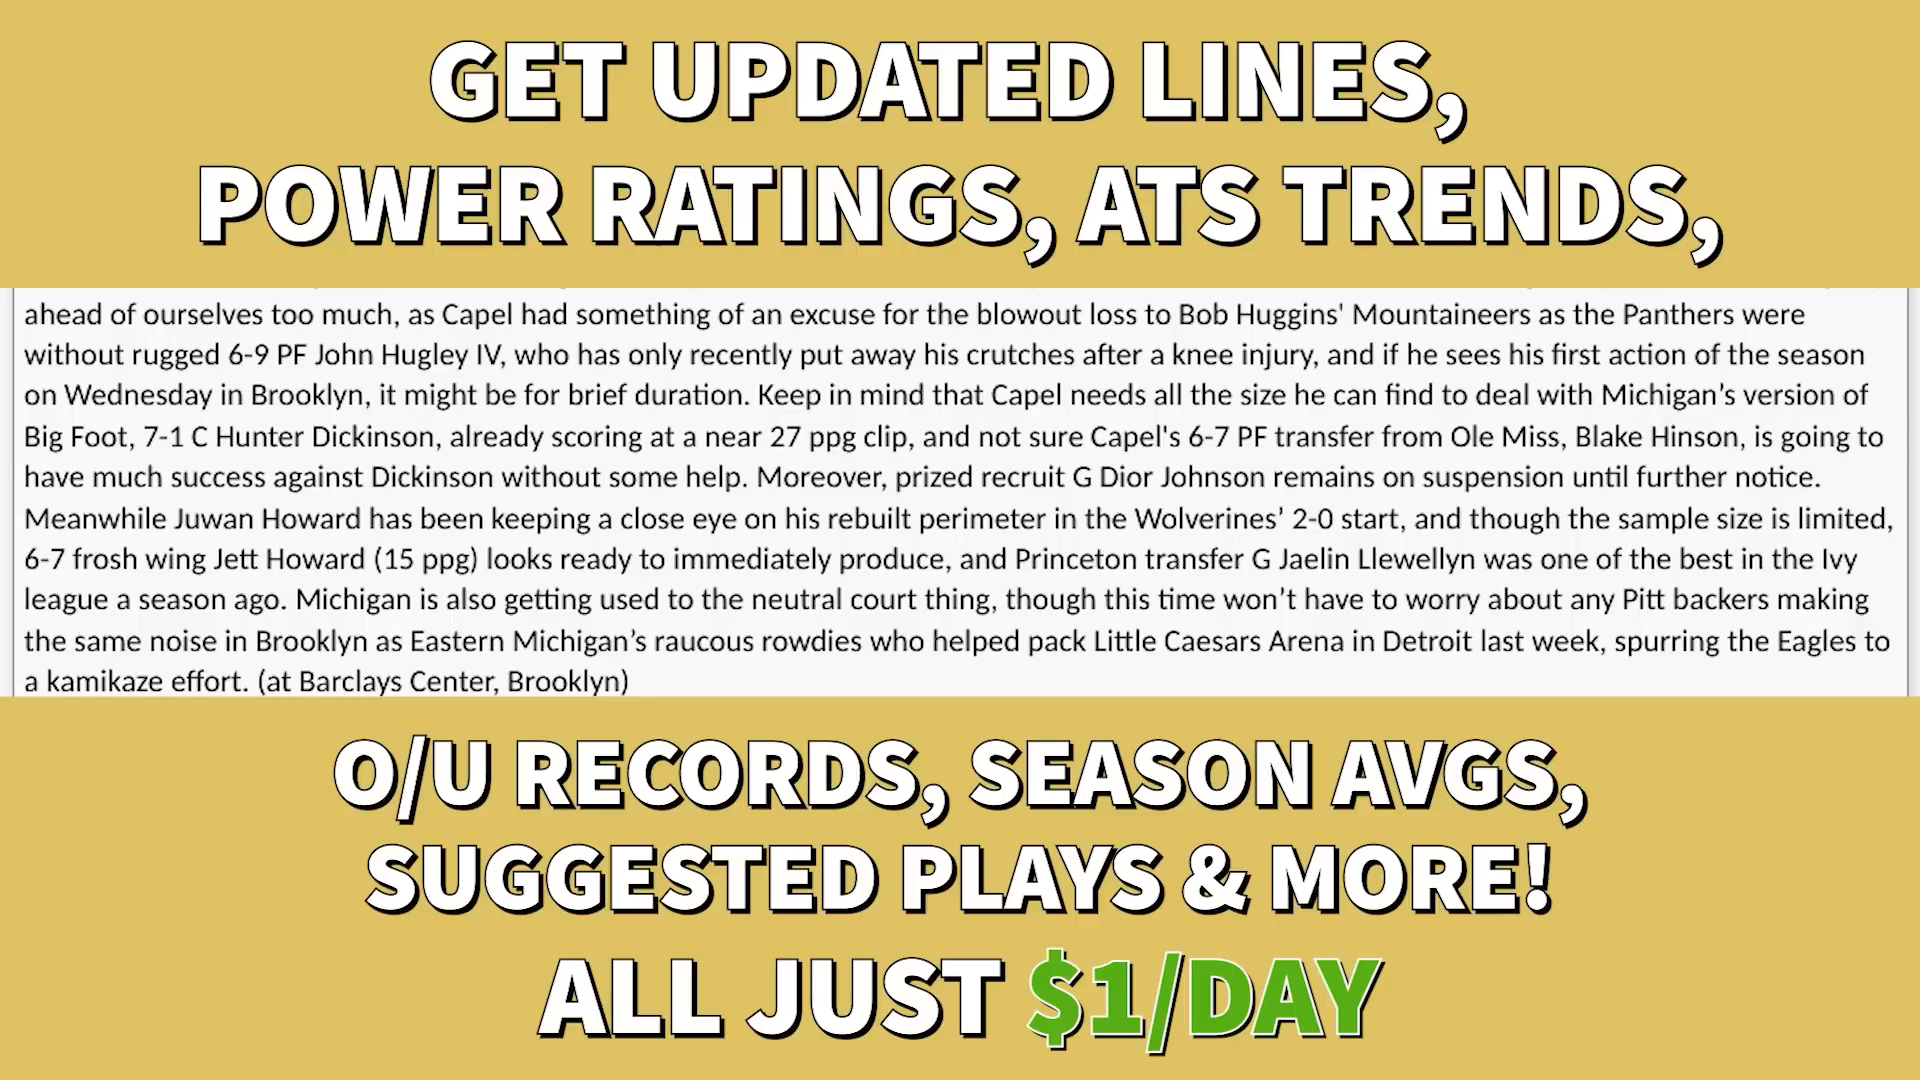 GET UPDATED LINES,
POWER RATINGS, ATS TRENDS,
ahead of ourselves too much, as Capel had something of an excuse for the blowout loss to Bob Huggins' Mountaineers as the Panthers were
without rugged 6-9 PF John Hugley IV, who has only recently put away his crutches after a knee injury, and if he sees his first action of the season
on Wednesday in Brooklyn, it might be for brief duration. Keep in mind that Capel needs all the size he can find to deal with Michigan’s version of
Big Foot, 7-1 C Hunter Dickinson, already scoring at a near 27 ppg clip, and not sure Capel's 6-7 PF transfer from Ole Miss, Blake Hinson, is going to
have much success against Dickinson without some help. Moreover, prized recruit G Dior Johnson remains on suspension until further notice.
Meanwhile Juwan Howard has been keeping a close eye on his rebuilt perimeter in the Wolverines’ 2-0 start, and though the sample size is limited,
6-7 frosh wing Jett Howard (15 ppg) looks ready to immediately produce, and Princeton transfer G Jaelin Llewellyn was one of the best in the Ivy
league a season ago. Michigan is also getting used to the neutral court thing, though this time won’t have to worry about any Pitt backers making
the same noise in Brooklyn as Eastern Michigan’s raucous rowdies who helped pack Little Caesars Arena in Detroit last week, spurring the Eagles to
a kamikaze effort. (at Barclays Center, Brooklyn)
O/U RECORDS, SEASON AVGS,
SUGGESTED PLAYS & MORE!
ALL JUST $1/DAY